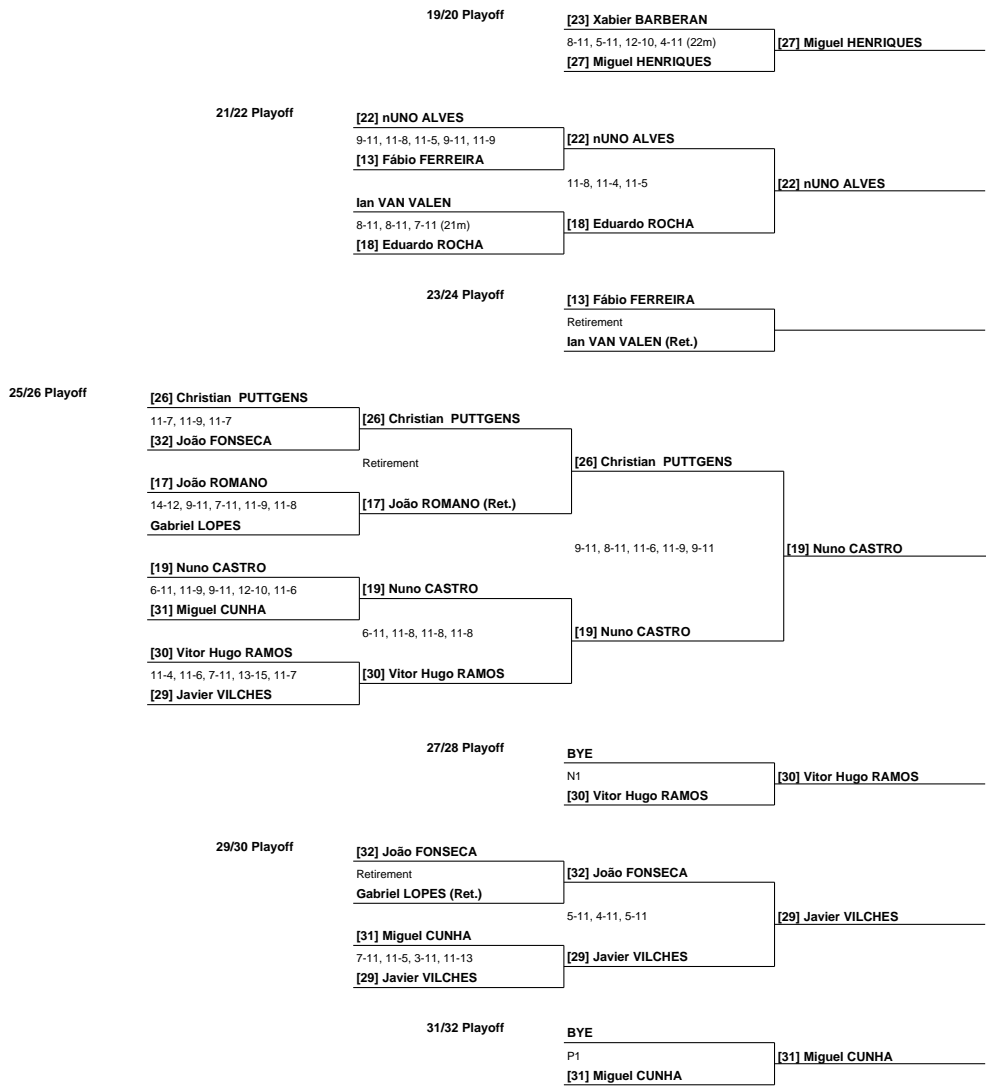 19/20 Playoff
[23] Xabier BARBERAN
8-11, 5-11, 12-10, 4-11 (22m)
[27] Miguel HENRIQUES
[27] Miguel HENRIQUES
21/22 Playoff
[22] nUNO ALVES
9-11, 11-8, 11-5, 9-11, 11-9
[22] nUNO ALVES
[13] Fábio FERREIRA
11-8, 11-4, 11-5
[22] nUNO ALVES
Ian VAN VALEN
8-11, 8-11, 7-11 (21m)
[18] Eduardo ROCHA
[18] Eduardo ROCHA
23/24 Playoff
[13] Fábio FERREIRA
Retirement
Ian VAN VALEN (Ret.)
25/26 Playoff
[26] Christian PUTTGENS
11-7, 11-9, 11-7
[26] Christian PUTTGENS
[32] João FONSECA
Retirement
[26] Christian PUTTGENS
[17] João ROMANO
14-12, 9-11, 7-11, 11-9, 11-8
[17] João ROMANO (Ret.)
Gabriel LOPES
9-11, 8-11, 11-6, 11-9, 9-11
[19] Nuno CASTRO
[19] Nuno CASTRO
6-11, 11-9, 9-11, 12-10, 11-6
[19] Nuno CASTRO
[31] Miguel CUNHA
6-11, 11-8, 11-8, 11-8
[19] Nuno CASTRO
[30] Vitor Hugo RAMOS
11-4, 11-6, 7-11, 13-15, 11-7
[30] Vitor Hugo RAMOS
[29] Javier VILCHES
27/28 Playoff
BYE
N1
[30] Vitor Hugo RAMOS
[30] Vitor Hugo RAMOS
29/30 Playoff
[32] João FONSECA
Retirement
[32] João FONSECA
Gabriel LOPES (Ret.)
5-11, 4-11, 5-11
[29] Javier VILCHES
[31] Miguel CUNHA
7-11, 11-5, 3-11, 11-13
[29] Javier VILCHES
[29] Javier VILCHES
31/32 Playoff
BYE
P1
[31] Miguel CUNHA
[31] Miguel CUNHA